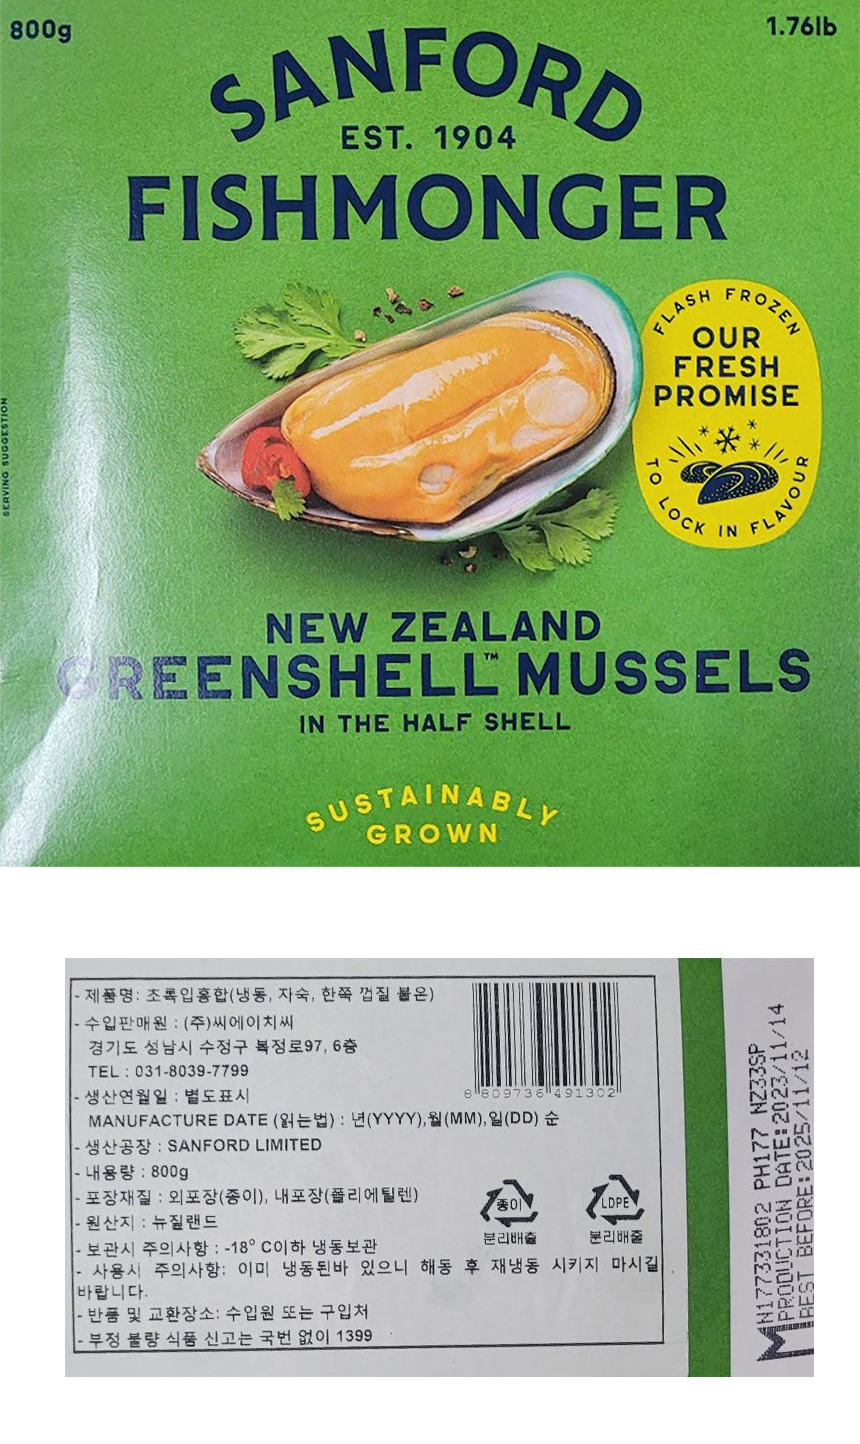 800g
1.76lb
SANFORD
EST. 1904
FISHMONGER
FLASH FROZEN
OUR
FRESH
PROMISE
TO LOCK IN FLAVOUR
SERVING SUGGESTION
NEW ZEALAND
GREENSHELL™ MUSSELS
IN THE HALF SHELL
SUSTAINABLY
GROWN
- 제품명: 초록입홍합(냉동, 자숙, 한쪽 껍질 붙은)
- 수입판매원 : (주)씨에이치씨
경기도 성남시 수정구 복정로97, 6층
TEL : 031-8039-7799
- 생산연월일 : 별도표시
MANUFACTURE DATE (읽는법) : 년(YYYY),월(MM),일(DD) 순
- 생산공장 : SANFORD LIMITED
- 내용량 : 800g
- 포장재질 : 외포장(종이), 내포장(폴리에틸렌)
- 원산지 : 뉴질랜드
- 보관시 주의사항 : -18° C이하 냉동보관
- 사용시 주의사항: 이미 냉동된바 있으니 해동 후 재냉동 시키지 마시길
바랍니다.
- 반품 및 교환장소: 수입원 또는 구입처
- 부정 불량 식품 신고는 국번 없이 1399
8 809736 491302
종이
분리배출
LDPE
분리배출
N177331802 PH177 NZ33SP
PRODUCTION DATE:2023/11/14
BEST BEFORE:2025/11/12